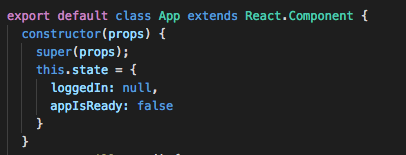 export default class App extends React.Component {
constructor(props) {
super(props);
this.state = {
loggedIn: null,
appIsReady: false
}
}